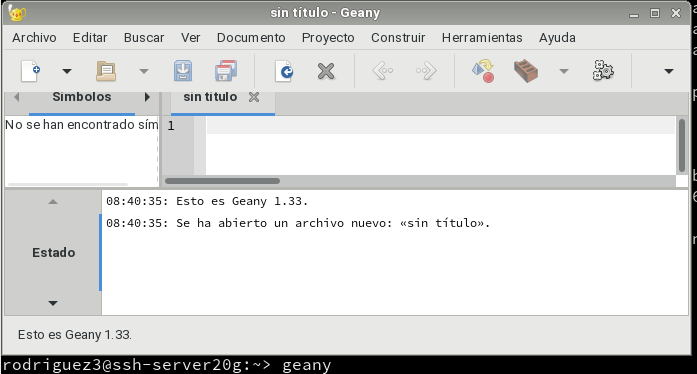 sin título - Geany
Archivo Editar Buscar Ver Documento Proyecto Construir Herramientas Ayuda
Símbolos sin título
No se han encontrado sím
1
08:40:35: Esto es Geany 1.33.
08:40:35: Se ha abierto un archivo nuevo: «sin título».
Estado
Esto es Geany 1.33.
rodriguez3@ssh-server20g:~> geany